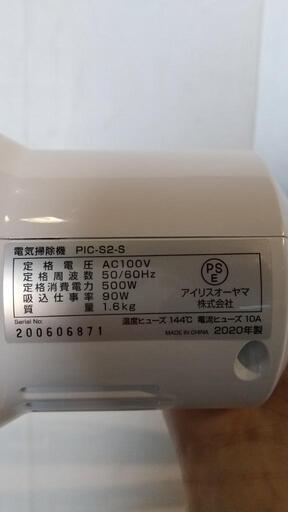 電気掃除機 PIC-S2-S
定格電圧 AC100V
定格周波数 50/60Hz
定格消費電力 500W
吸込仕事率 90W
質量 1.6kg
PS
E
アイリスオーヤマ
株式会社
Serial No:
200606871
温度ヒューズ 144℃ 電流ヒューズ 10A
MADE IN CHINA 2020年製